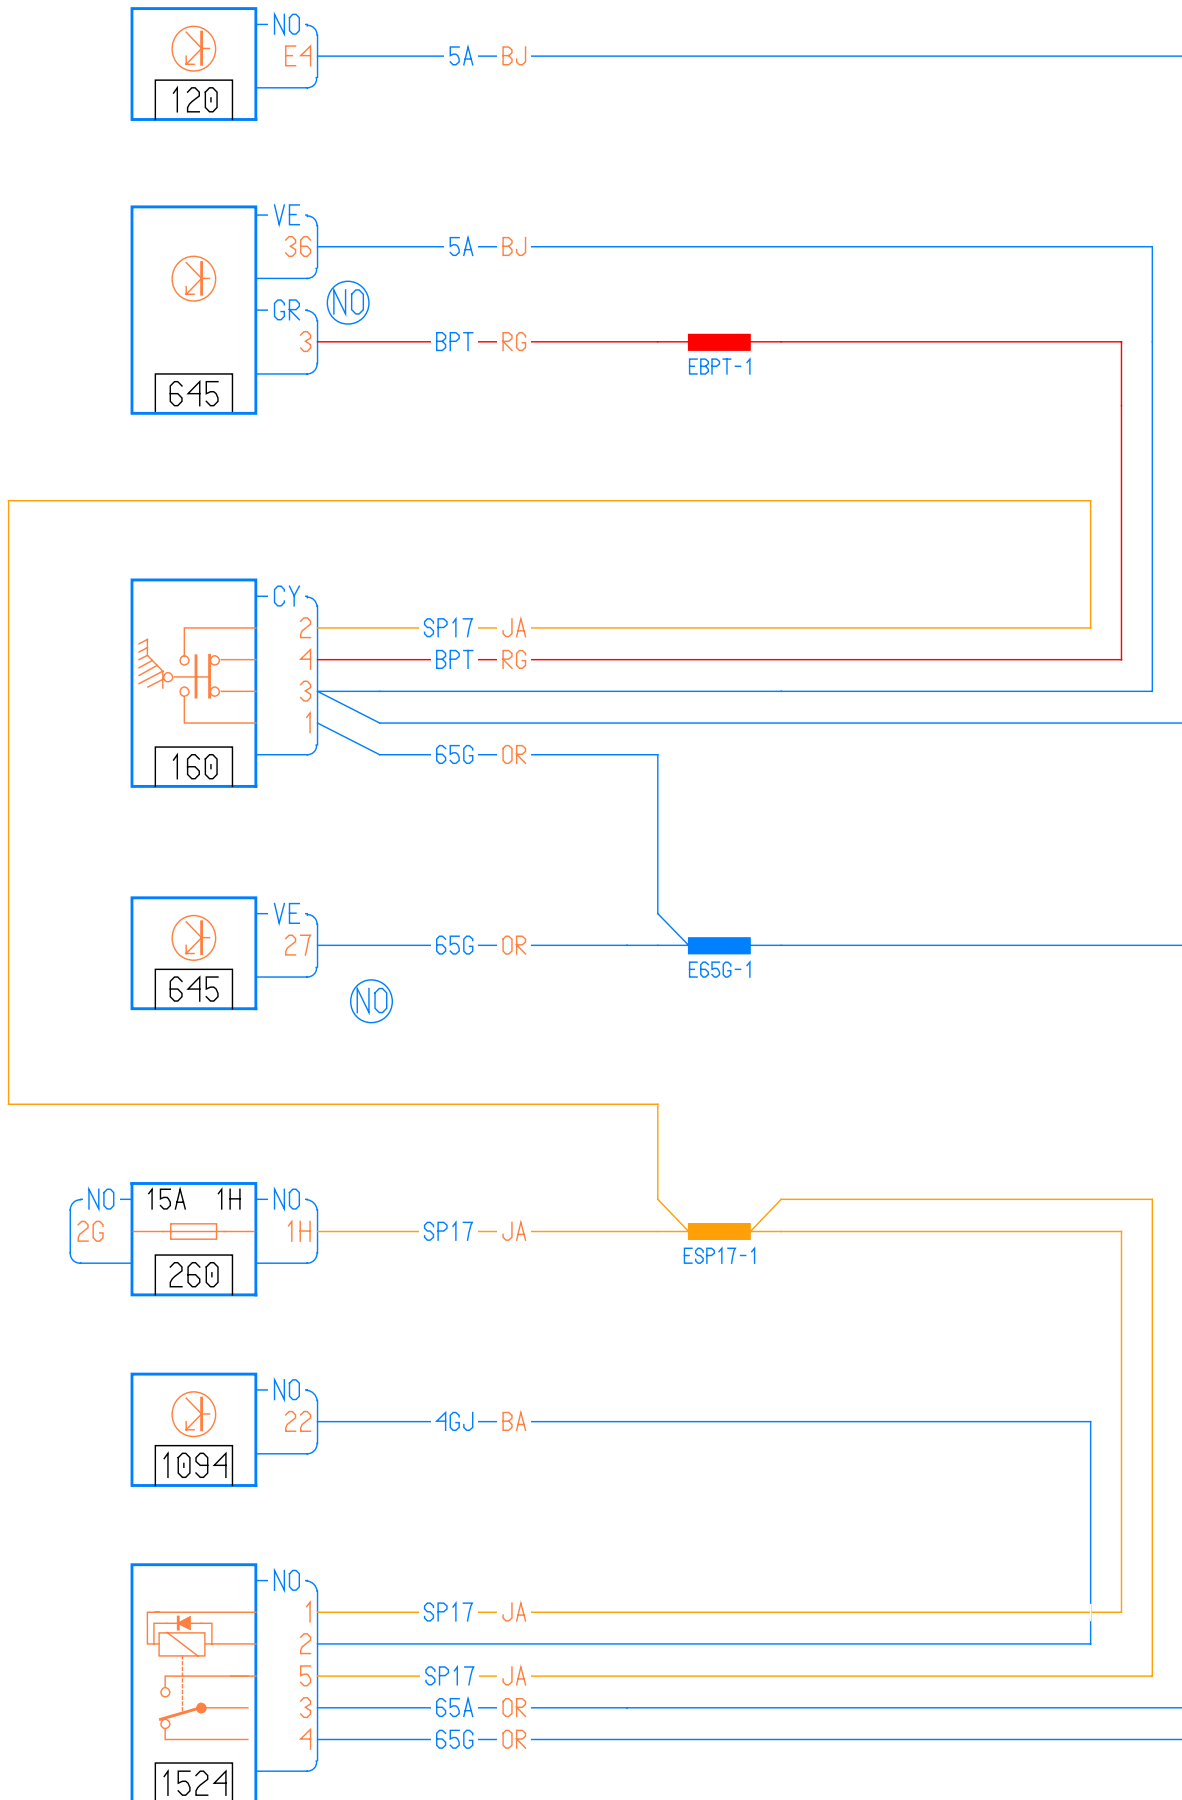 NO
E4 5A BJ
120
VE
36 5A BJ
GR NO
3 BPT RG
EBPT-1
645
CY
2 SP17 JA
4 BPT RG
3
1
65G OR
160
VE
27 65G OR
E65G-1
645
NO
NO 15A 1H NO
2G 1H SP17 JA
ESP17-1
260
NO
22 4GJ BA
1094
NO
1 SP17 JA
2
5 SP17 JA
3 65A OR
4 65G OR
1524